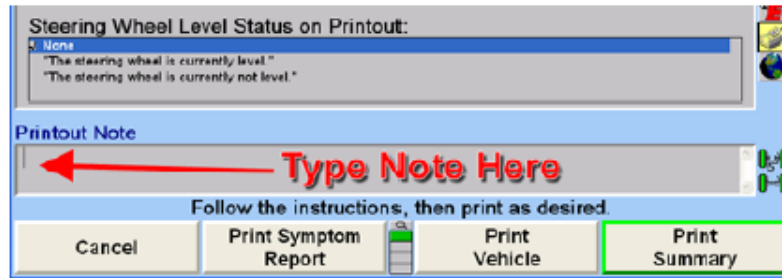 Steering Wheel Level Status on Printout:
None
"The steering wheel is currently level."
"The steering wheel is currently not level."
Printout Note
Type Note Here
Follow the instructions, then print as desired.
Cancel
Print Symptom
Report
Print
Vehicle
Print
Summary